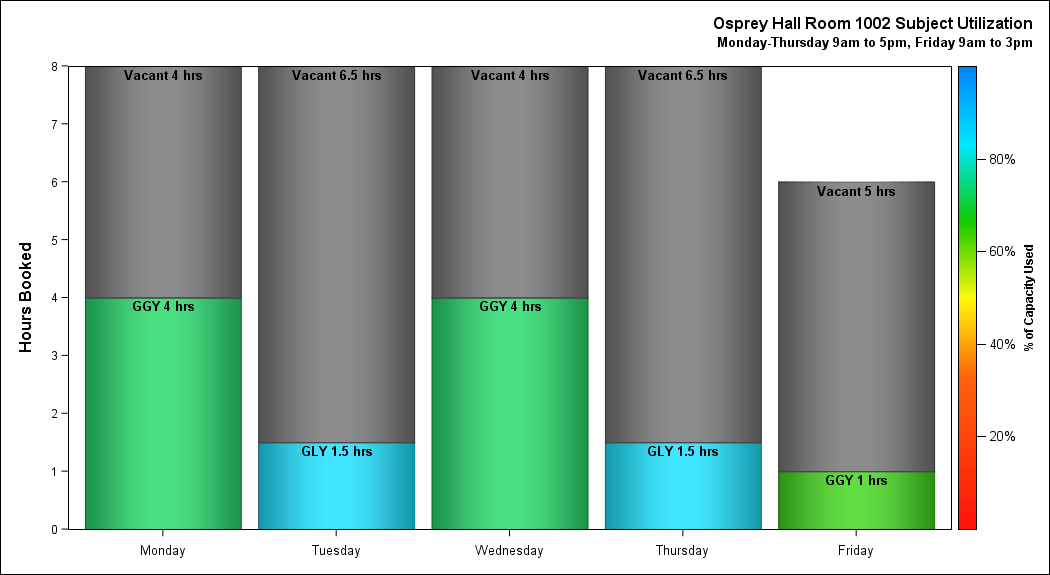 Osprey Hall Room 1002 Subject Utilization
Monday-Thursday 9am to 5pm, Friday 9am to 3pm
Hours Booked
8
7
6
5
4
3
2
1
0
Vacant 4 hrs
GGY 4 hrs
Vacant 6.5 hrs
GLY 1.5 hrs
Vacant 4 hrs
GGY 4 hrs
Vacant 6.5 hrs
GLY 1.5 hrs
Vacant 5 hrs
GGY 1 hrs
Monday
Tuesday
Wednesday
Thursday
Friday
80%
60%
40%
20%
% of Capacity Used